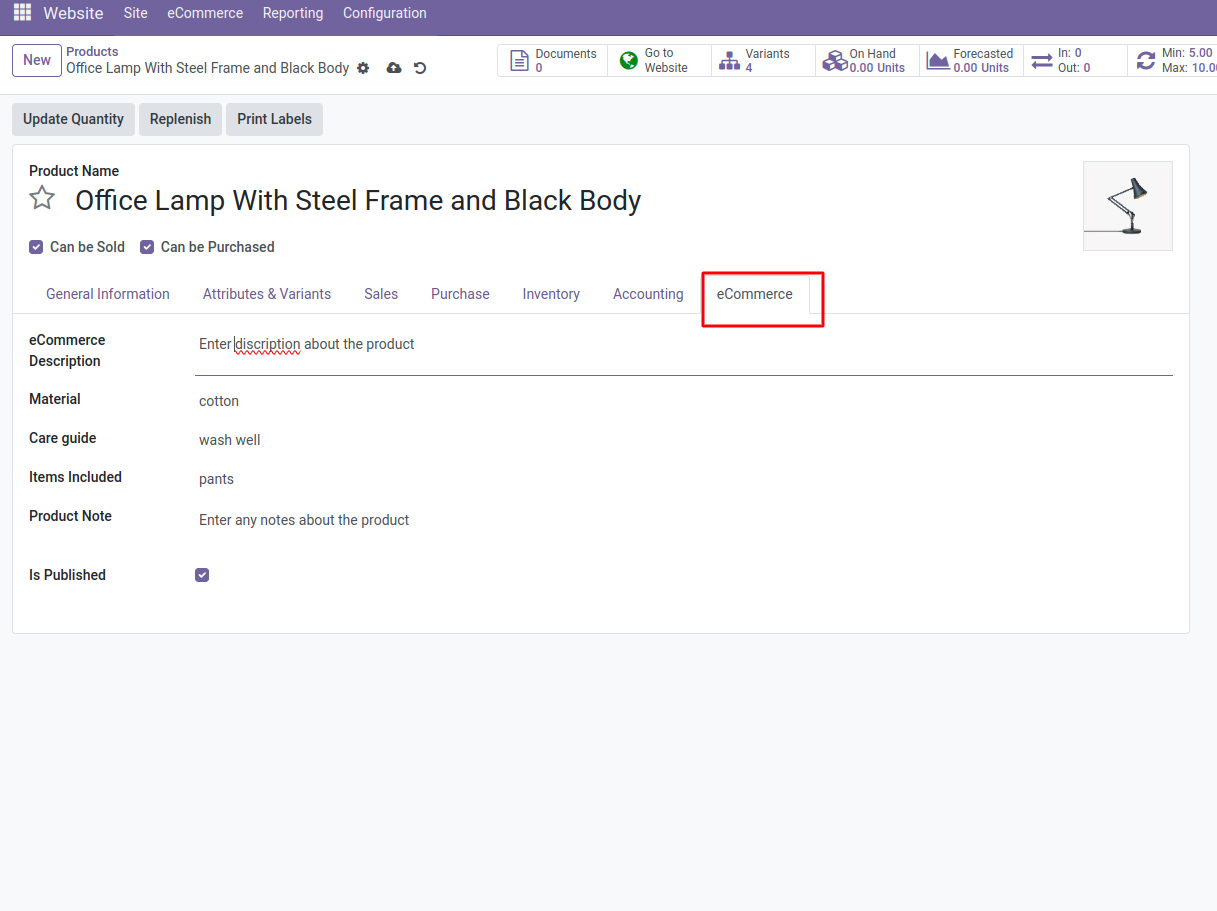 Website Site eCommerce Reporting Configuration
New
Products
Office Lamp With Steel Frame and Black Body
Documents
0
Go to
Website
Variants
4
On Hand
0.00 Units
Forecasted
0.00 Units
In: 0
Out: 0
Min: 5.00
Max: 10.00
Update Quantity Replenish Print Labels
Product Name
Office Lamp With Steel Frame and Black Body
Can be Sold Can be Purchased
General Information Attributes & Variants Sales Purchase Inventory Accounting eCommerce
eCommerce
Description
Enter discription about the product
Material cotton
Care guide wash well
Items Included pants
Product Note Enter any notes about the product
Is Published